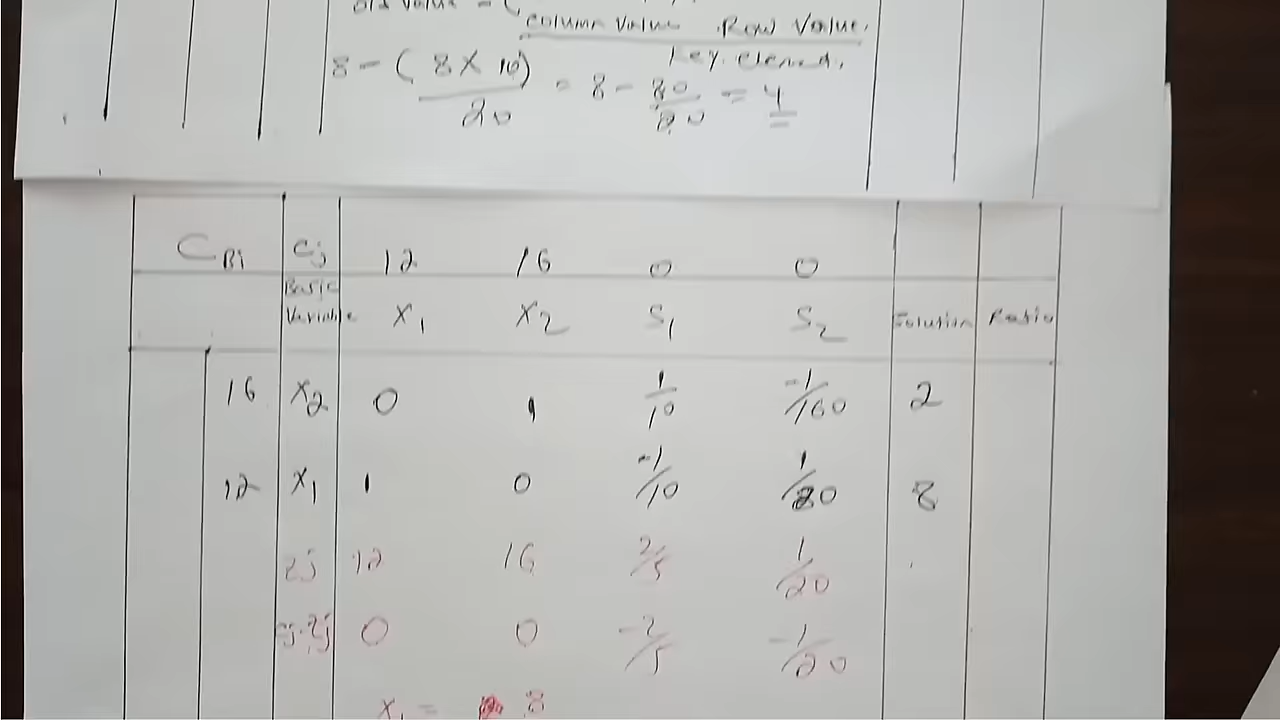 Column Value Row Value
8 - ( 8 X 10 ) = 8 - 80 = 4
Key element
20 20
CBi Cj 12 16 0 0
Basic Variable X1 X2 S1 S2 Solution Ratio
16 X2 0 1 1/10 -1/160 2
12 X1 1 0 -1/10 1/80 8
Zj 12 16 2/5 1/20
Cj-Zj 0 0 -2/5 -1/20
X1 = 8